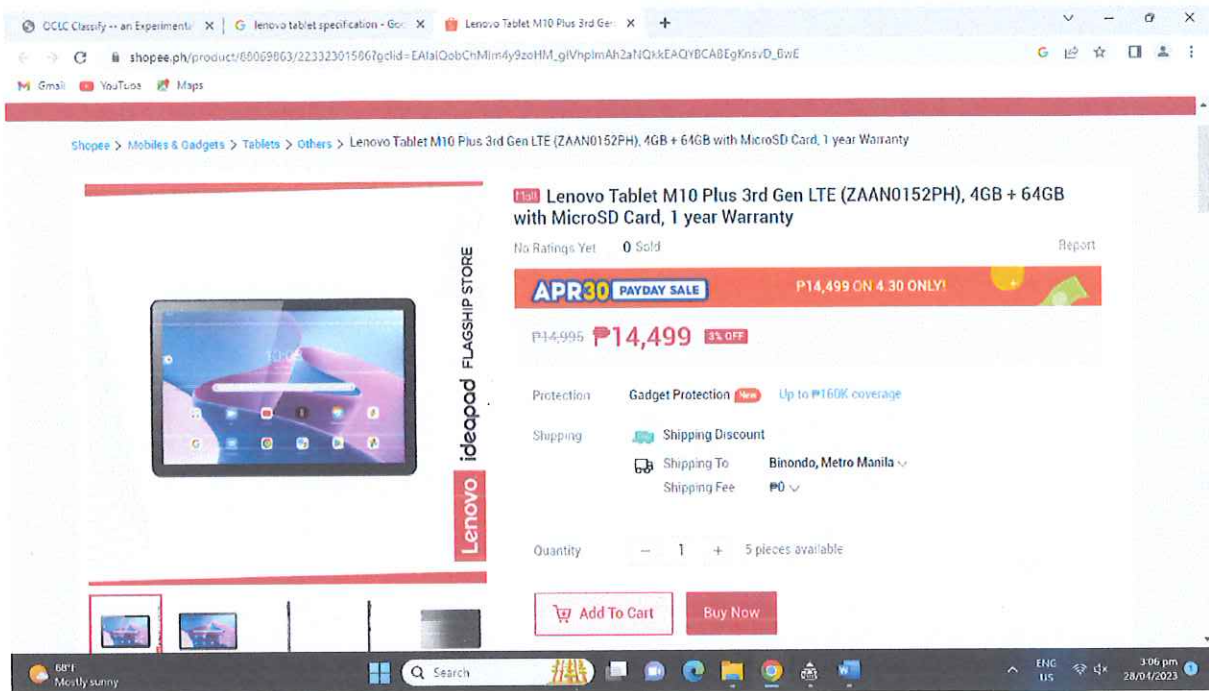 OCLC Classify -- an Experimenta
lenovo tablet specification - Goo
Lenovo Tablet M10 Plus 3rd Gen
Gmail YouTube Maps
Shopee > Mobiles & Gadgets > Tablets > Others > Lenovo Tablet M10 Plus 3rd Gen LTE (ZAAN0152PH), 4GB + 64GB with MicroSD Card, 1 year Warranty
Mall Lenovo Tablet M10 Plus 3rd Gen LTE (ZAAN0152PH), 4GB + 64GB
with MicroSD Card, 1 year Warranty
No Ratings Yet 0 Sold Report
APR30 PAYDAY SALE ₱14,499 ON 4.30 ONLY!
₱14,995 ₱14,499 3% OFF
Lenovo ideapad FLAGSHIP STORE
Protection Gadget Protection New Up to ₱160K coverage
Shipping Shipping Discount
Shipping To Binondo, Metro Manila
Shipping Fee ₱0
Quantity - 1 + 5 pieces available
Add To Cart Buy Now
68°F
Mostly sunny
Search
ENG
US
3:06 pm
28/04/2023